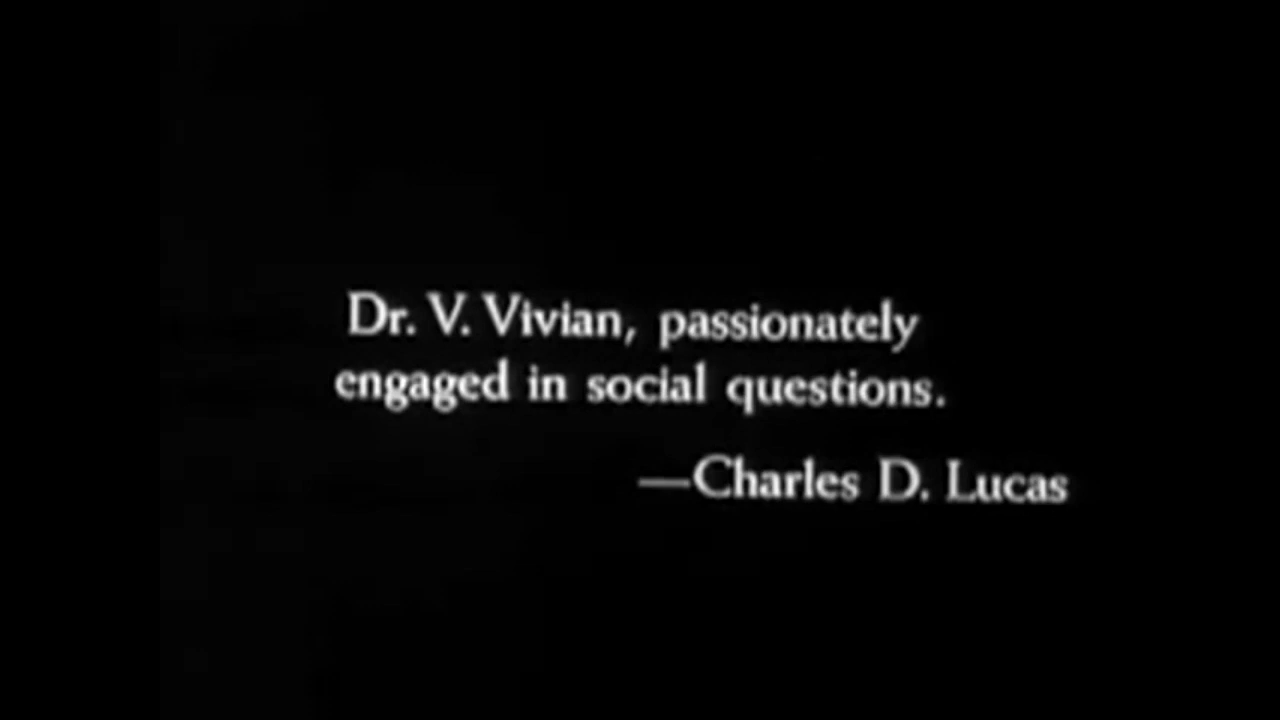 Dr. V. Vivian, passionately
engaged in social questions.
—Charles D. Lucas